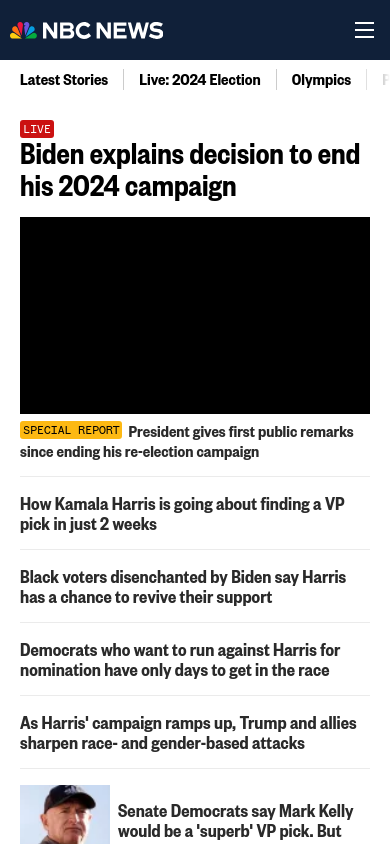 NBC NEWS
Latest Stories
Live: 2024 Election
Olympics
LIVE
Biden explains decision to end
his 2024 campaign
SPECIAL REPORT President gives first public remarks
since ending his re-election campaign
How Kamala Harris is going about finding a VP
pick in just 2 weeks
Black voters disenchanted by Biden say Harris
has a chance to revive their support
Democrats who want to run against Harris for
nomination have only days to get in the race
As Harris' campaign ramps up, Trump and allies
sharpen race- and gender-based attacks
Senate Democrats say Mark Kelly
would be a 'superb' VP pick. But